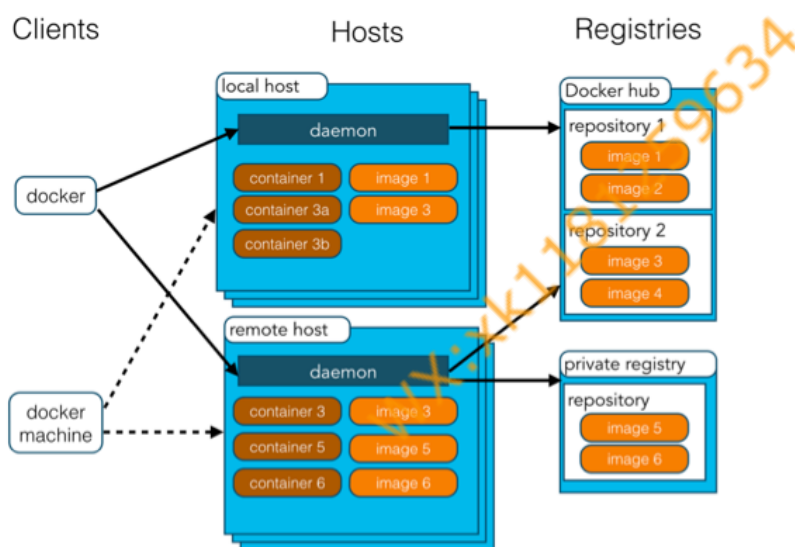 Clients
Hosts
Registries
local host
daemon
container 1
image 1
container 3a
image 3
container 3b
remote host
daemon
container 3
image 3
container 5
image 5
container 6
image 6
docker
docker
machine
Docker hub
repository 1
image 1
image 2
repository 2
image 3
image 4
private registry
repository
image 5
image 6